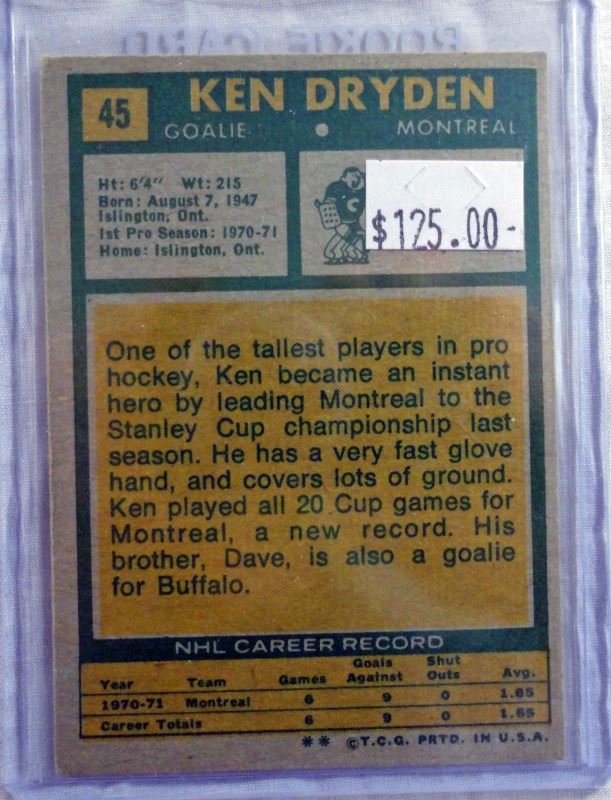 ROOKIE CARD
45
KEN DRYDEN
GOALIE • MONTREAL
Ht: 6'4" Wt: 215
Born: August 7, 1947
Islington, Ont.
1st Pro Season: 1970-71
Home: Islington, Ont.
C
$125.00-
One of the tallest players in pro
hockey, Ken became an instant
hero by leading Montreal to the
Stanley Cup championship last
season. He has a very fast glove
hand, and covers lots of ground.
Ken played all 20 Cup games for
Montreal, a new record. His
brother, Dave, is also a goalie
for Buffalo.
NHL CAREER RECORD
Year Team Games Goals Against Shut Outs Avg.
1970-71 Montreal 6 9 0 1.65
Career Totals 6 9 0 1.65
** ©T.C.G. PRTD. IN U.S.A.